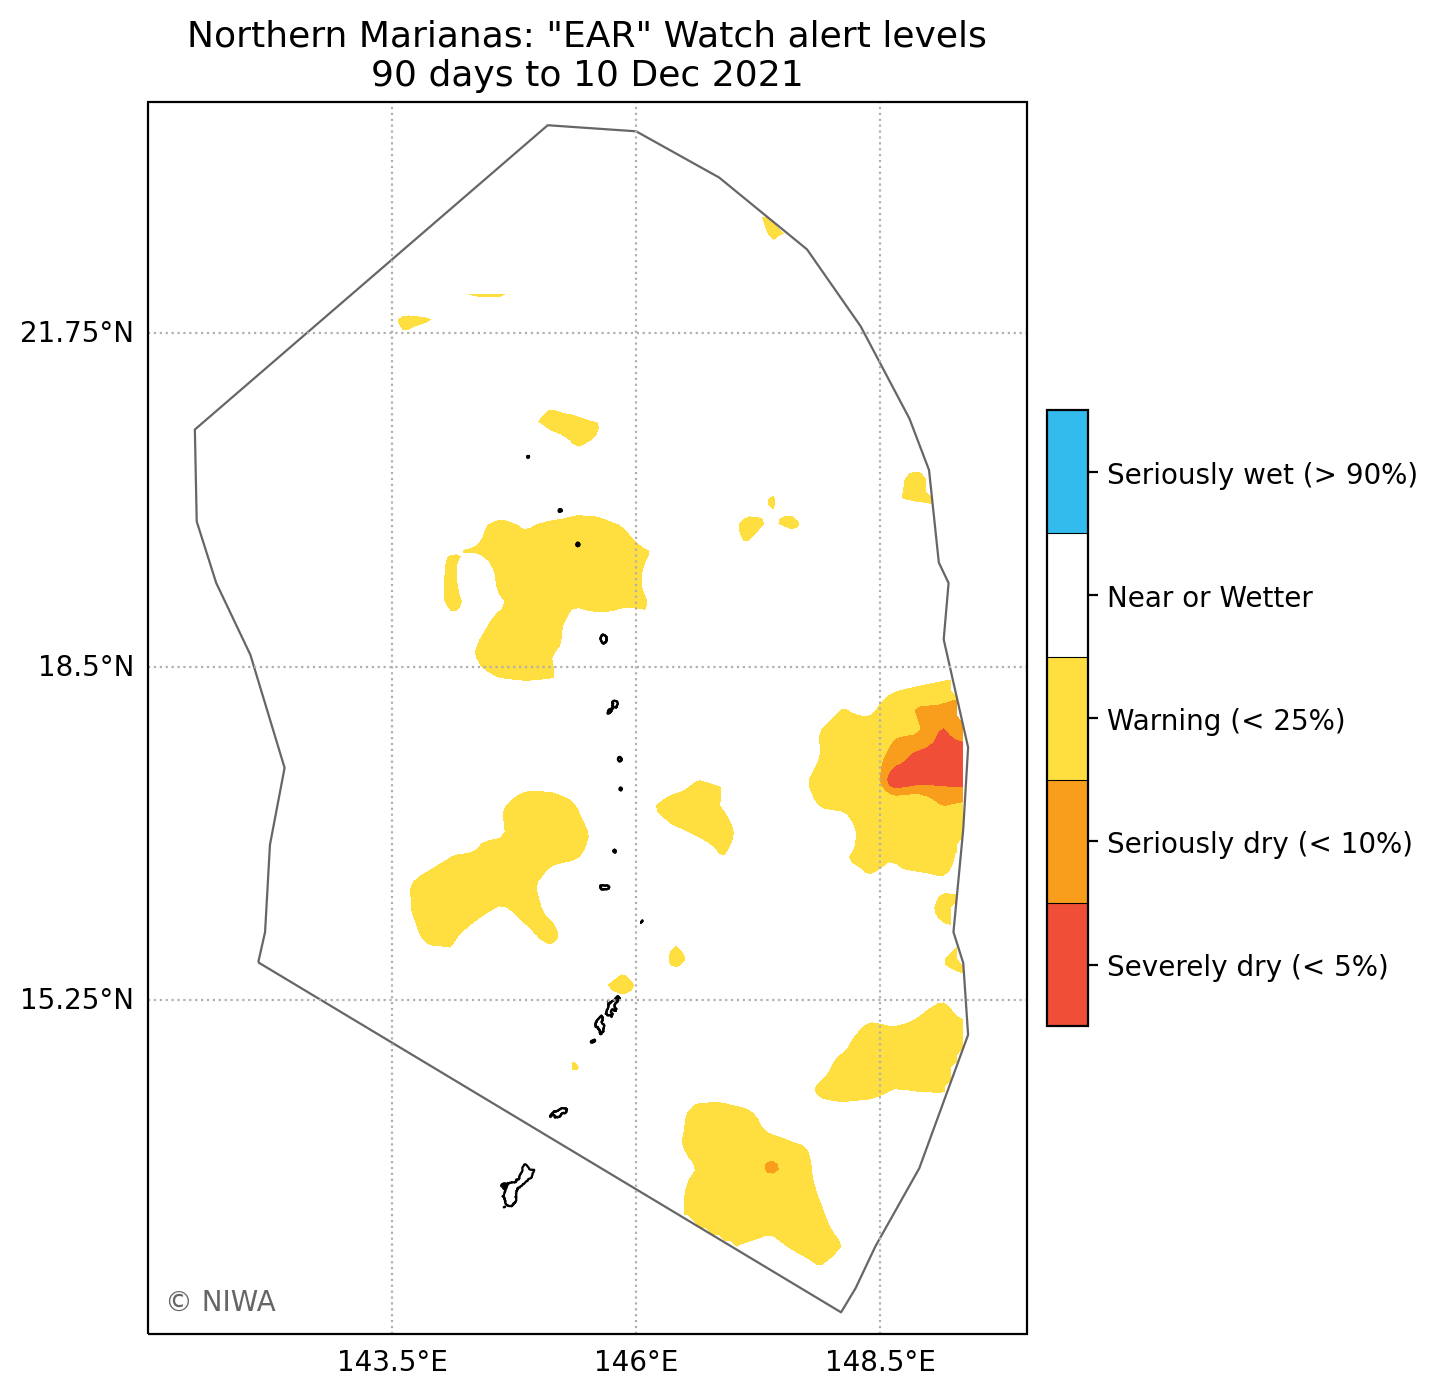 Northern Marianas: "EAR" Watch alert levels
90 days to 10 Dec 2021
21.75°N
18.5°N
15.25°N
143.5°E
146°E
148.5°E
Seriously wet (> 90%)
Near or Wetter
Warning (< 25%)
Seriously dry (< 10%)
Severely dry (< 5%)
© NIWA